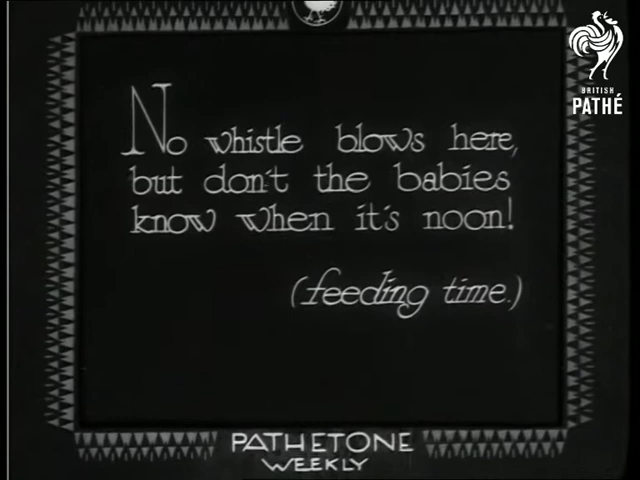 BRITISH
PATHÉ
No whistle blows here,
but don't the babies
know when it's noon!
(feeding time.)
PATHETONE
WEEKLY